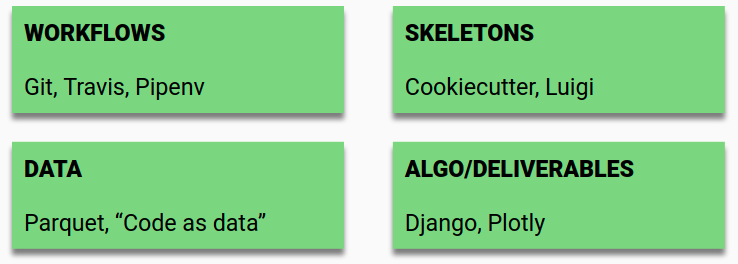 WORKFLOWS
Git, Travis, Pipenv
SKELETONS
Cookiecutter, Luigi
DATA
Parquet, “Code as data”
ALGO/DELIVERABLES
Django, Plotly